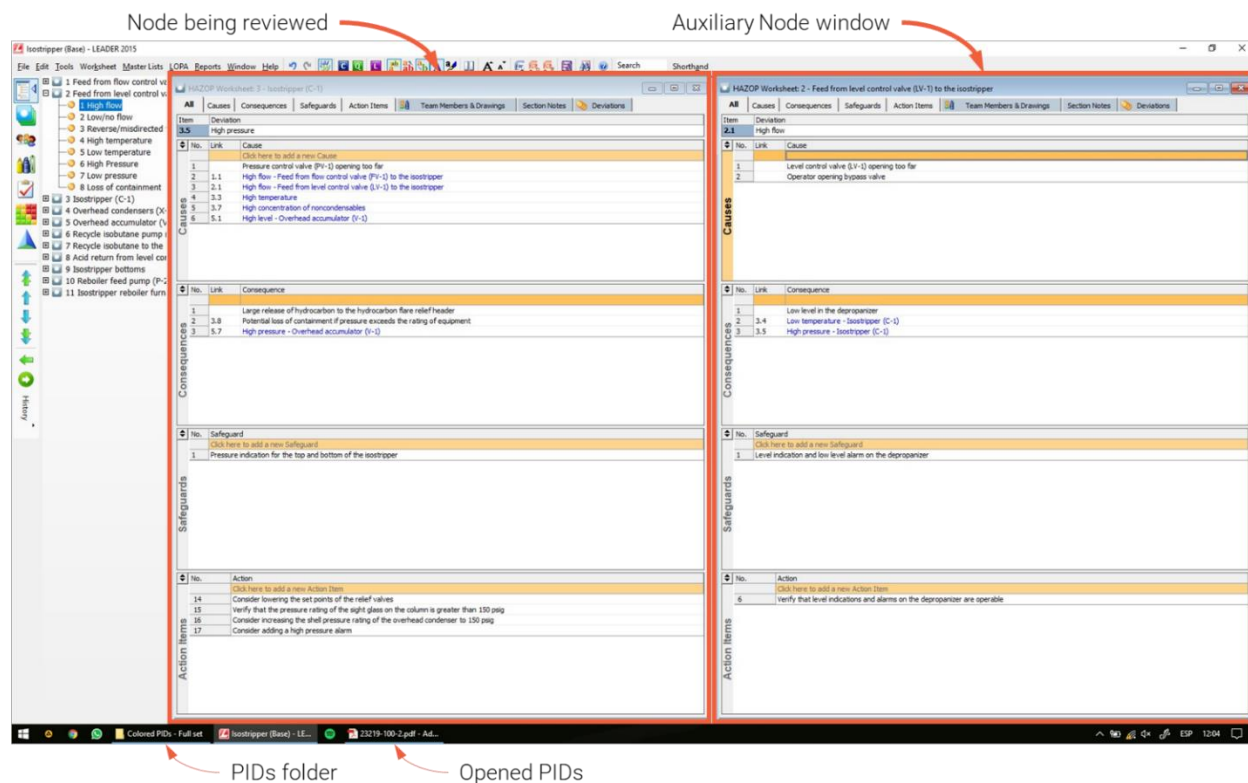 Node being reviewed
Auxiliary Node window
Isostripper (Base) - LEADER 2015
File Edit Tools Worksheet Master Lists LOPA Reports Window Help
Search Shorthand
1 Feed from flow control va
2 Feed from level control va
1 High flow
2 Low/no flow
3 Reverse/misdirected
4 High temperature
5 Low temperature
6 High Pressure
7 Low pressure
8 Loss of containment
3 Isostripper (C-1)
4 Overhead condensers (X-
5 Overhead accumulator (V
6 Recycle isobutane pump
7 Recycle isobutane to the
8 Acid return from level co
9 Isostripper bottoms
10 Reboiler feed pump (P-2
11 Isostripper reboiler furn
History
HAZOP Worksheet: 3 - Isostripper (C-1)
All Causes Consequences Safeguards Action Items Team Members & Drawings Section Notes Deviations
Item Deviation
3.5 High pressure
Causes
No. Link Cause
Click here to add a new Cause
1 Pressure control valve (PV-1) opening too far
2 1.1 High flow - Feed from flow control valve (FV-1) to the isostripper
3 2.1 High flow - Feed from level control valve (LV-1) to the isostripper
4 3.3 High temperature
5 3.7 High concentration of noncondensables
6 5.1 High level - Overhead accumulator (V-1)
Consequences
No. Link Consequence
1 Large release of hydrocarbon to the hydrocarbon flare relief header
2 3.8 Potential loss of containment if pressure exceeds the rating of equipment
3 5.7 High pressure - Overhead accumulator (V-1)
Safeguards
No. Safeguard
Click here to add a new Safeguard
1 Pressure indication for the top and bottom of the isostripper
Action Items
No. Action
Click here to add a new Action Item
14 Consider lowering the set points of the relief valves
15 Verify that the pressure rating of the sight glass on the column is greater than 150 psig
16 Consider increasing the shell pressure rating of the overhead condenser to 150 psig
17 Consider adding a high pressure alarm
HAZOP Worksheet: 2 - Feed from level control valve (LV-1) to the isostripper
All Causes Consequences Safeguards Action Items Team Members & Drawings Section Notes Deviations
Item Deviation
2.1 High flow
Causes
No. Link Cause
1 Level control valve (LV-1) opening too far
2 Operator opening bypass valve
Consequences
No. Link Consequence
1 Low level in the depropanizer
2 3.4 Low temperature - Isostripper (C-1)
3 3.5 High pressure - Isostripper (C-1)
Safeguards
No. Safeguard
Click here to add a new Safeguard
1 Level indication and low level alarm on the depropanizer
Action Items
No. Action
Click here to add a new Action Item
6 Verify that level indications and alarms on the depropanizer are operable
Colored PIDs - Full set
Isostripper (Base) - LE...
23219-100-2.pdf - Ad...
ESP 12:04
PIDs folder
Opened PIDs